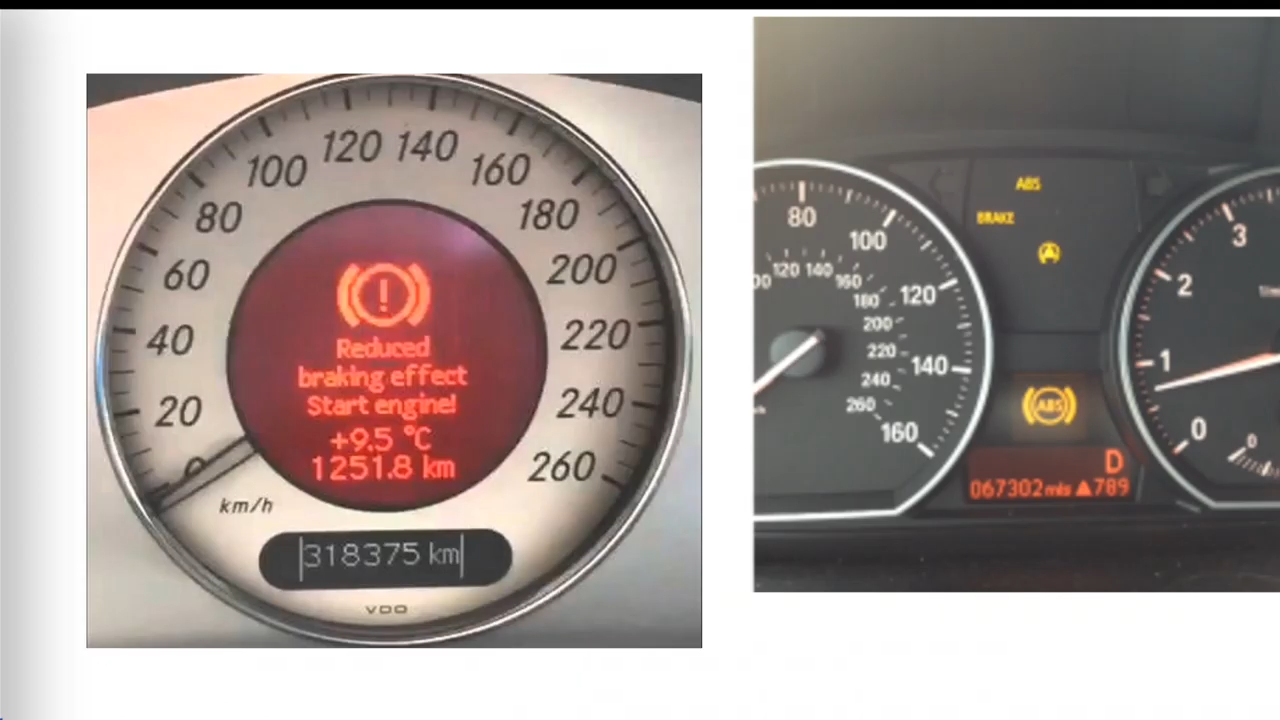 120 140
100 160
80 180
60 200
40 220
20 240
0 260
Reduced
braking effect
Start engine!
+9.5 °C
1251.8 km
km/h
318375 km
VDO
ABS
BRAKE
A
80
100
120
140
160
120 140 160
180
200
220
240
260
ABS
D
067302 mls ▲789
3
2
1
0
0